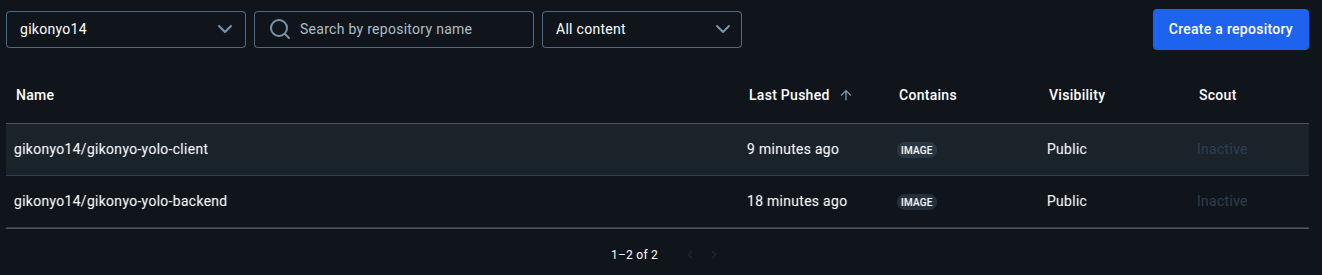 gikonyo14 Search by repository name All content Create a repository
Name Last Pushed Contains Visibility Scout
gikonyo14/gikonyo-yolo-client 9 minutes ago IMAGE Public Inactive
gikonyo14/gikonyo-yolo-backend 18 minutes ago IMAGE Public Inactive
1–2 of 2